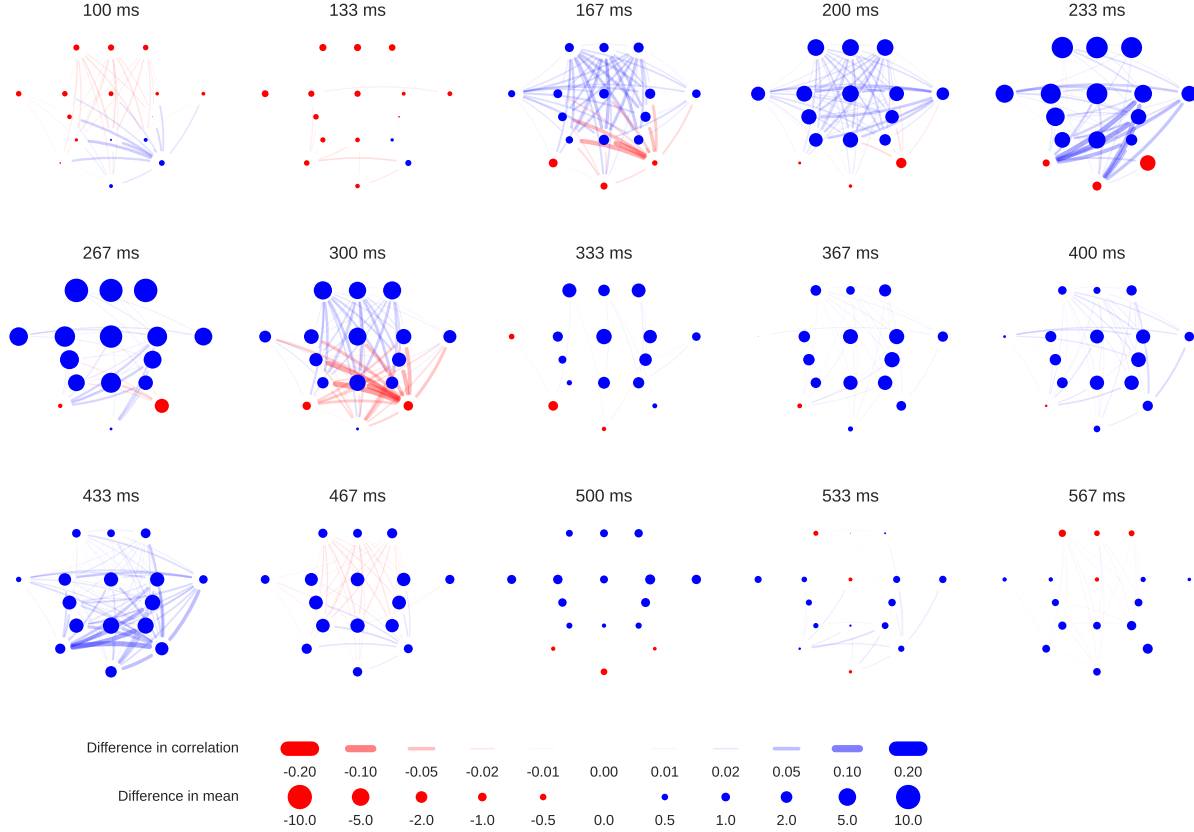 100 ms 133 ms 167 ms 200 ms 233 ms
267 ms 300 ms 333 ms 367 ms 400 ms
433 ms 467 ms 500 ms 533 ms 567 ms
Difference in correlation
-0.20 -0.10 -0.05 -0.02 -0.01 0.00 0.01 0.02 0.05 0.10 0.20
Difference in mean
-10.0 -5.0 -2.0 -1.0 -0.5 0.0 0.5 1.0 2.0 5.0 10.0